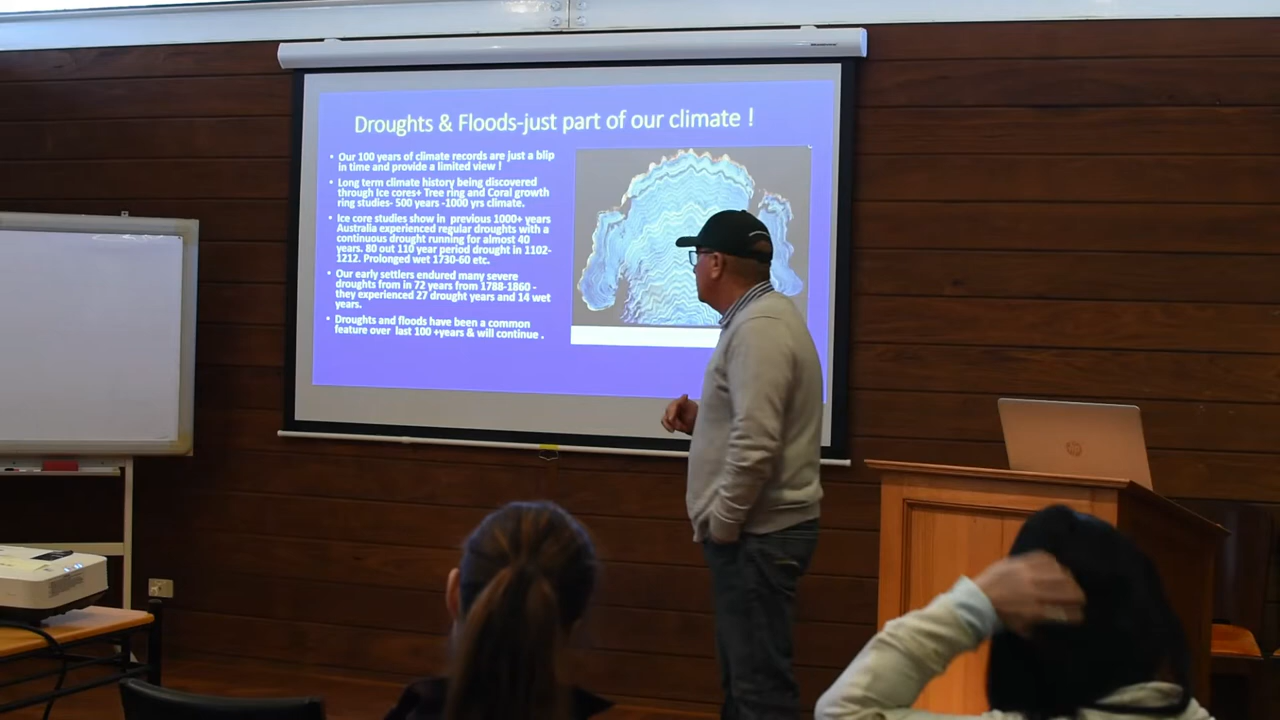 Droughts & Floods-just part of our climate !
• Our 100 years of climate records are just a blip
in time and provide a limited view !
• Long term climate history being discovered
through Ice cores+ Tree ring and Coral growth
ring studies- 500 years -1000 yrs climate.
• Ice core studies show in previous 1000+ years
Australia experienced regular droughts with a
continuous drought running for almost 40
years. 80 out 110 year period drought in 1102-
1212. Prolonged wet 1730-60 etc.
• Our early settlers endured many severe
droughts from in 72 years from 1788-1860 -
they experienced 27 drought years and 14 wet
years.
• Droughts and floods have been a common
feature over last 100 +years & will continue .
hp